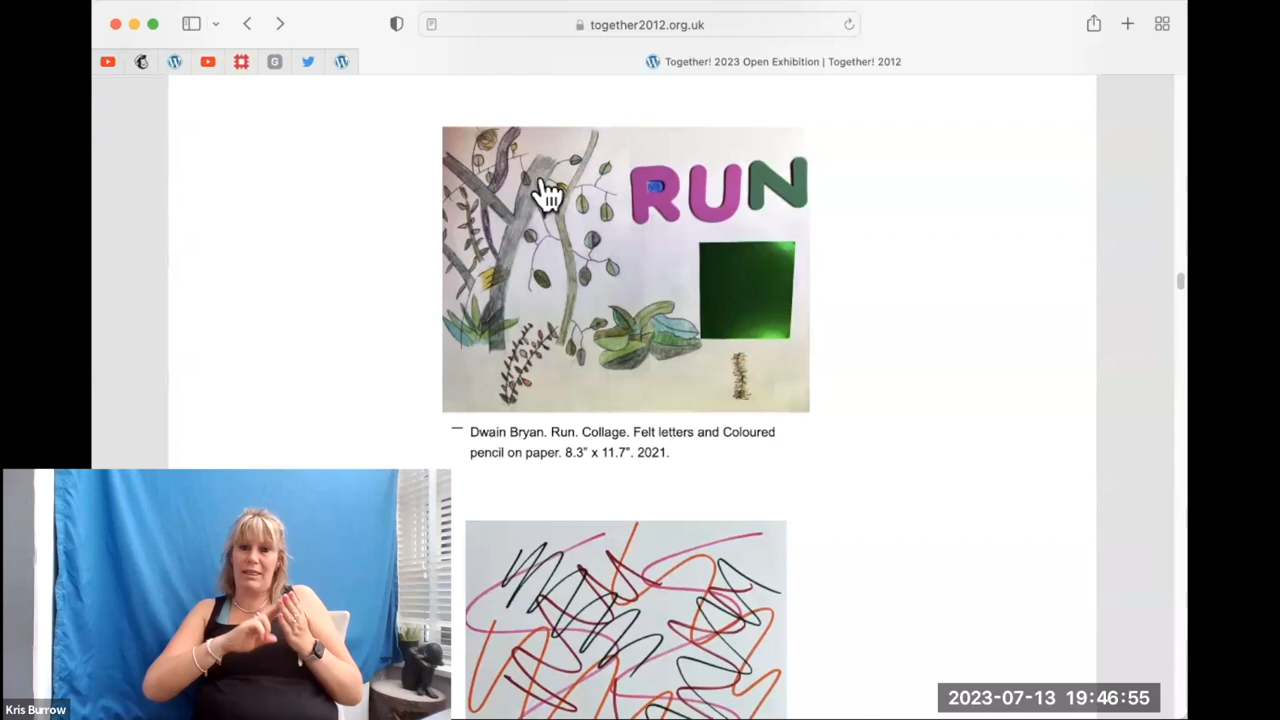 together2012.org.uk
Together! 2023 Open Exhibition | Together! 2012
RUN
Dwain Bryan. Run. Collage. Felt letters and Coloured
pencil on paper. 8.3” x 11.7”. 2021.
Kris Burrow
2023-07-13 19:46:55